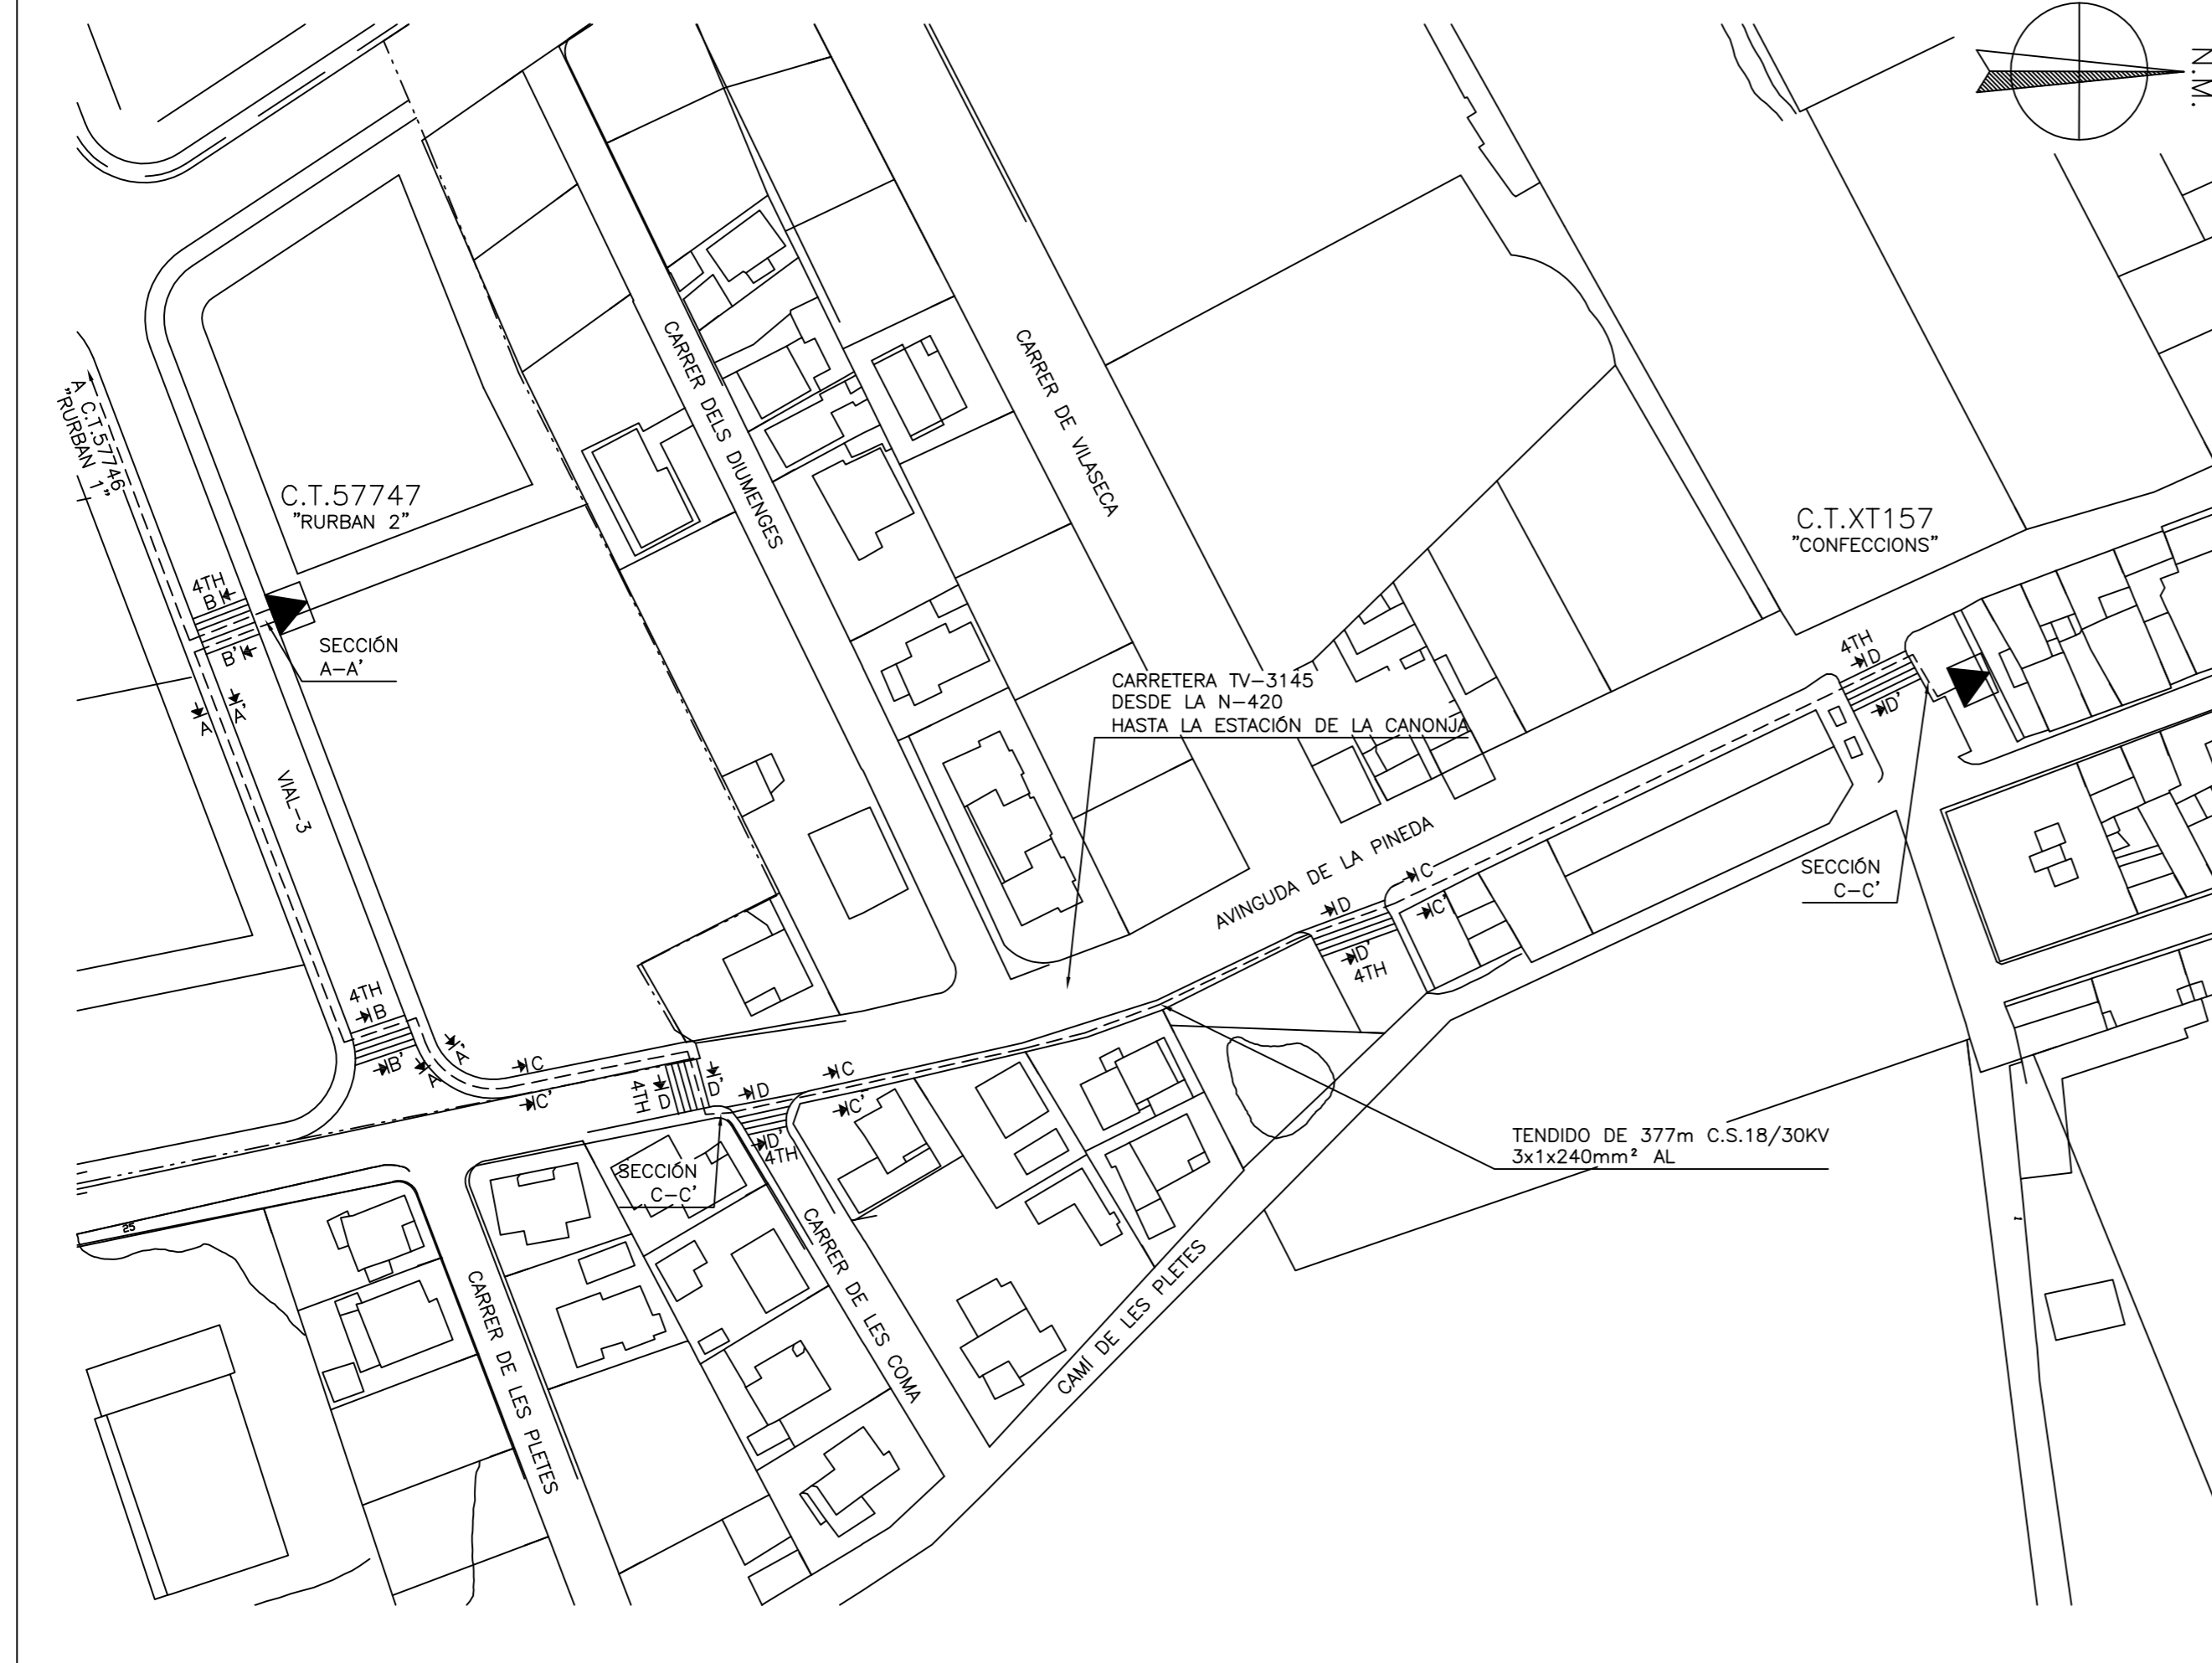 N.M.
CARRER DELS DIUMENGES
CARRER DE VILASECA
A C.T.57746
"RURBAN 1"
C.T.57747
"RURBAN 2"
C.T.XT157
"CONFECCIONS"
4TH
B
B'
SECCIÓN
A-A'
A
A'
VIAL-3
CARRETERA TV-3145
DESDE LA N-420
HASTA LA ESTACIÓN DE LA CANONJA
4TH
D
D'
AVINGUDA DE LA PINEDA
SECCIÓN
C-C'
C
C'
D
D'
4TH
4TH
B
B'
A'
A
C
C'
4TH
D
D'
D
D'
4TH
C
C'
SECCIÓN
C-C'
TENDIDO DE 377m C.S.18/30KV
3x1x240mm² AL
25
CARRER DE LES PLETES
CARRER DE LES COMA
CAMÍ DE LES PLETES
1